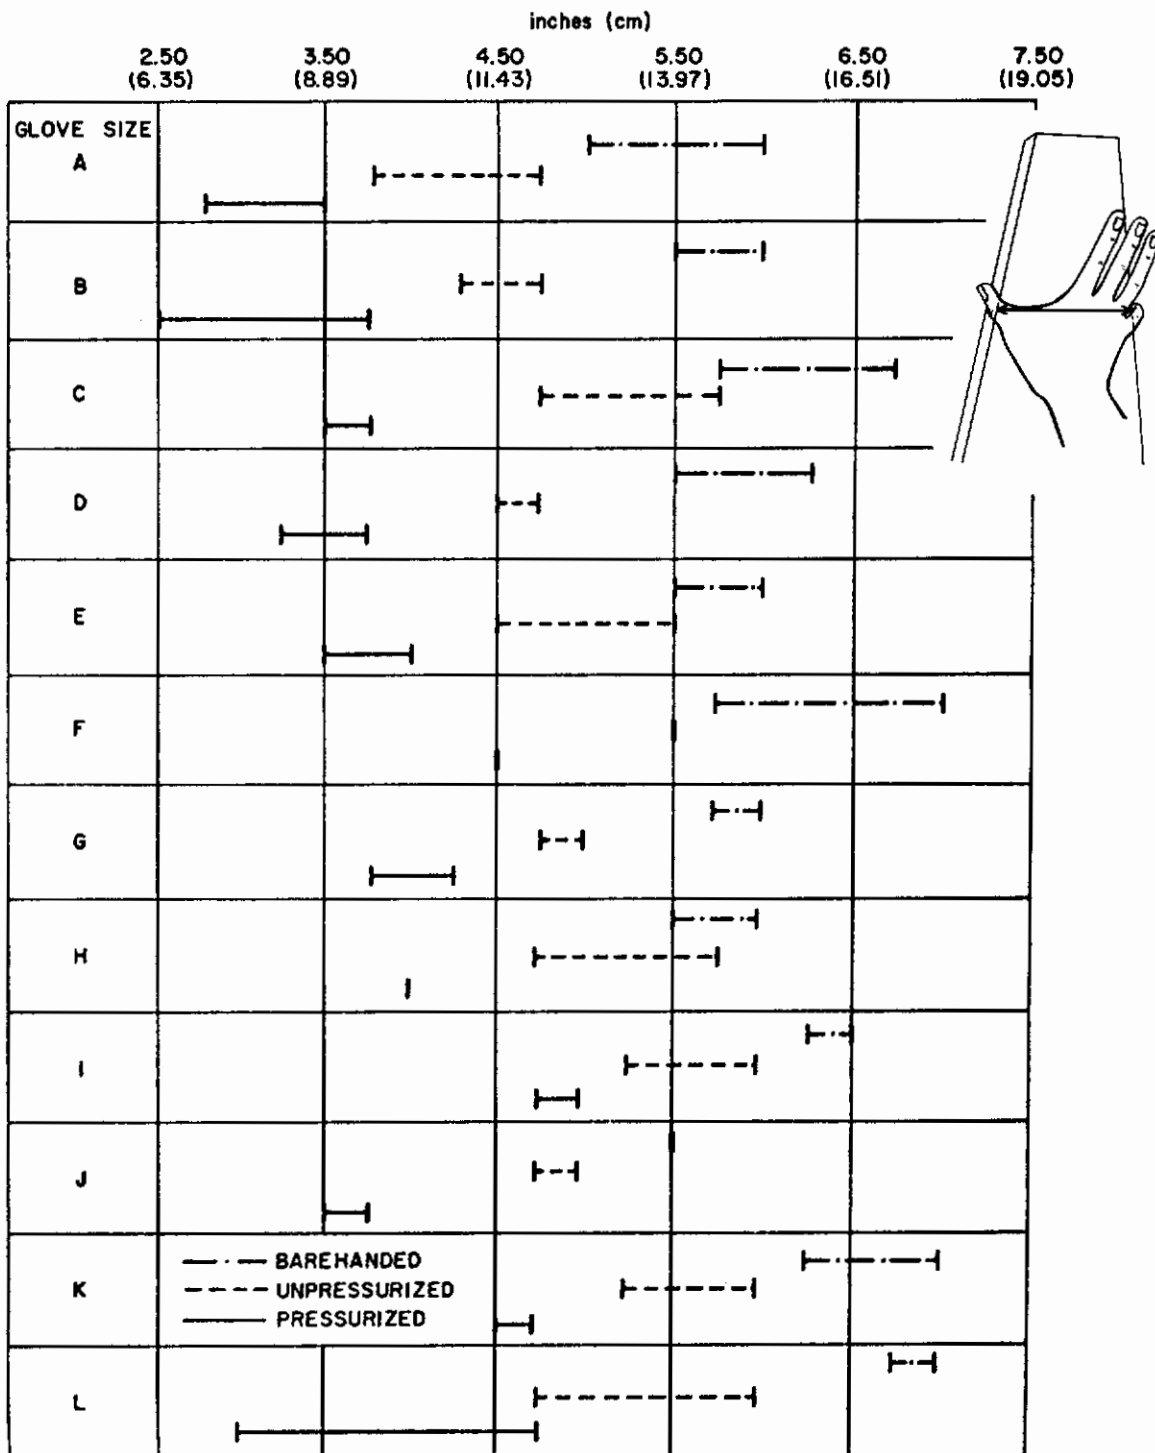 inches (cm)
2.50 3.50 4.50 5.50 6.50 7.50
(6.35) (8.89) (11.43) (13.97) (16.51) (19.05)
GLOVE SIZE
A
B
C
D
E
F
G
H
I
J
K
BAREHANDED
UNPRESSURIZED
PRESSURIZED
L